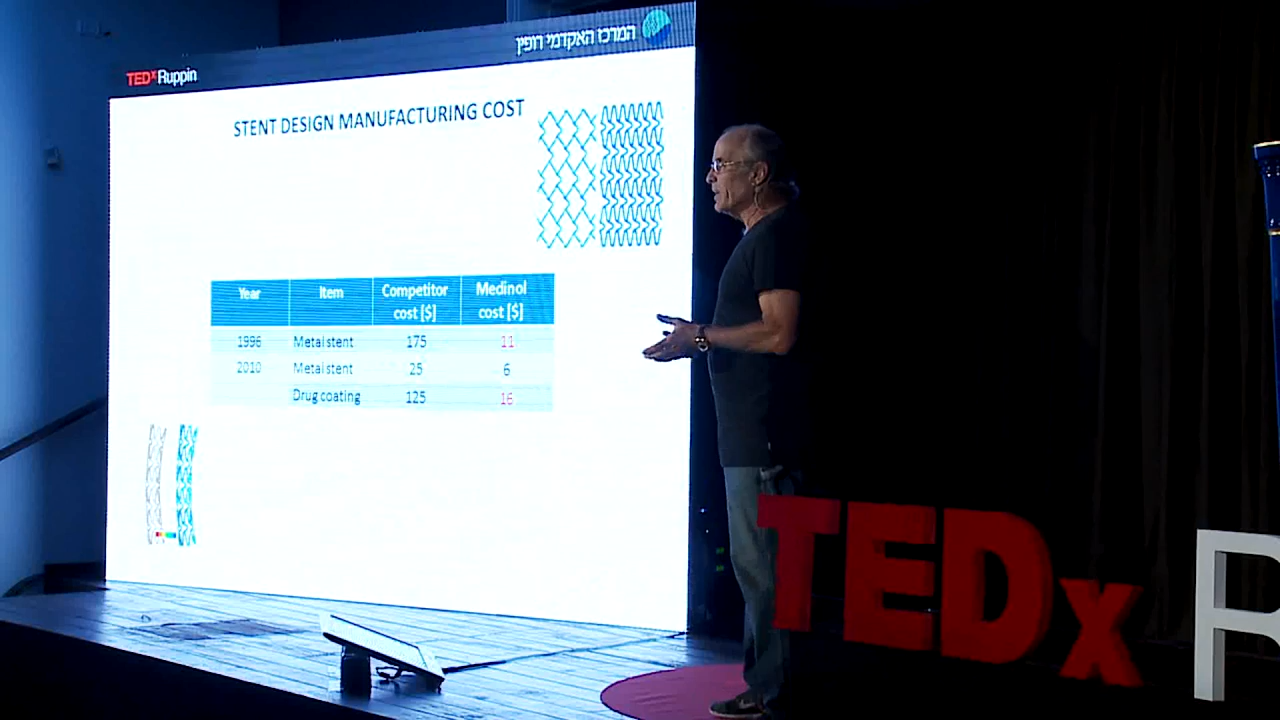 המרכז האקדמי רופין
TEDxRuppin
STENT DESIGN MANUFACTURING COST
Year Item Competitor cost [$] Medinol cost [$]
1996 Metal stent 175 11
2010 Metal stent 25 6
Drug coating 125 16
TEDx R